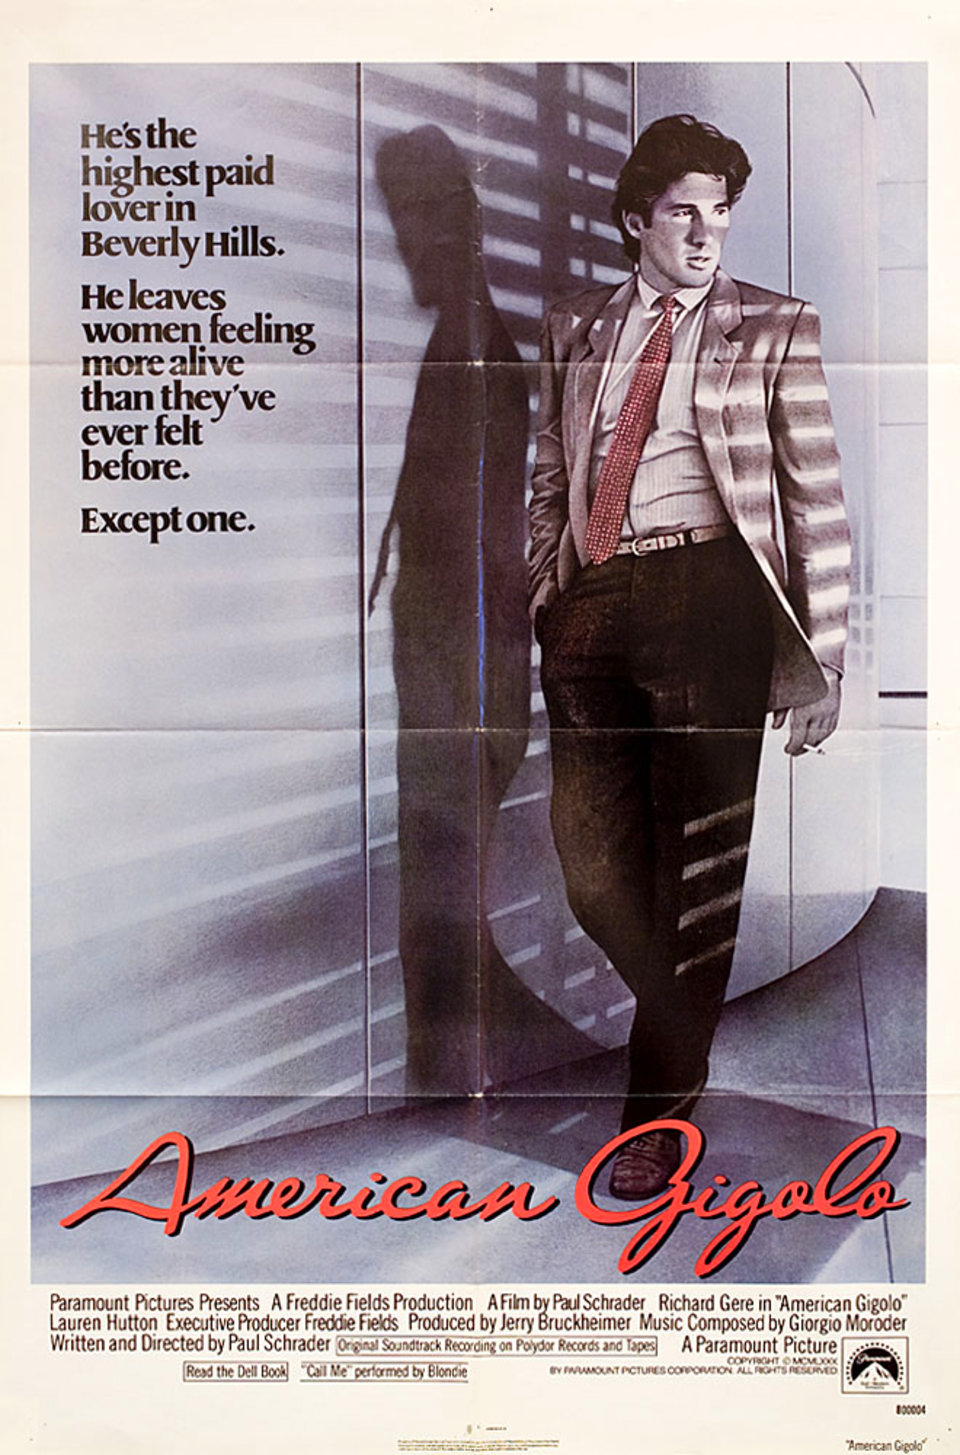 He's the
highest paid
lover in
Beverly Hills.
He leaves
women feeling
more alive
than they've
ever felt
before.
Except one.
American Gigolo
Paramount Pictures Presents A Freddie Fields Production A Film by Paul Schrader Richard Gere in "American Gigolo"
Lauren Hutton Executive Producer Freddie Fields Produced by Jerry Bruckheimer Music Composed by Giorgio Moroder
Written and Directed by Paul Schrader Original Soundtrack Recording on Polydor Records and Tapes A Paramount Picture
Read the Dell Book "Call Me" performed by Blondie
COPYRIGHT © MCMLXXX
BY PARAMOUNT PICTURES CORPORATION. ALL RIGHTS RESERVED
Paramount
800004
"American Gigolo"